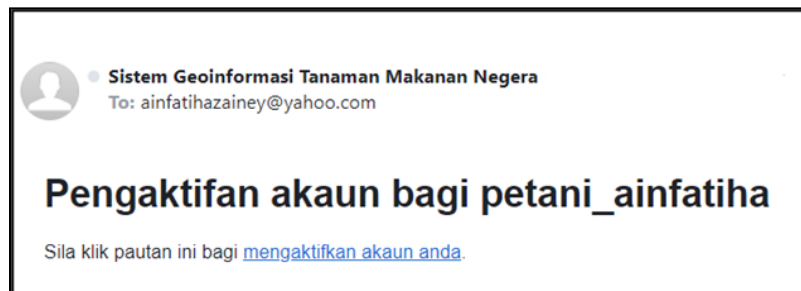 Sistem Geoinformasi Tanaman Makanan Negera
To: ainfatihazainey@yahoo.com
Pengaktifan akaun bagi petani_ainfatiha
Sila klik pautan ini bagi mengaktifkan akaun anda.